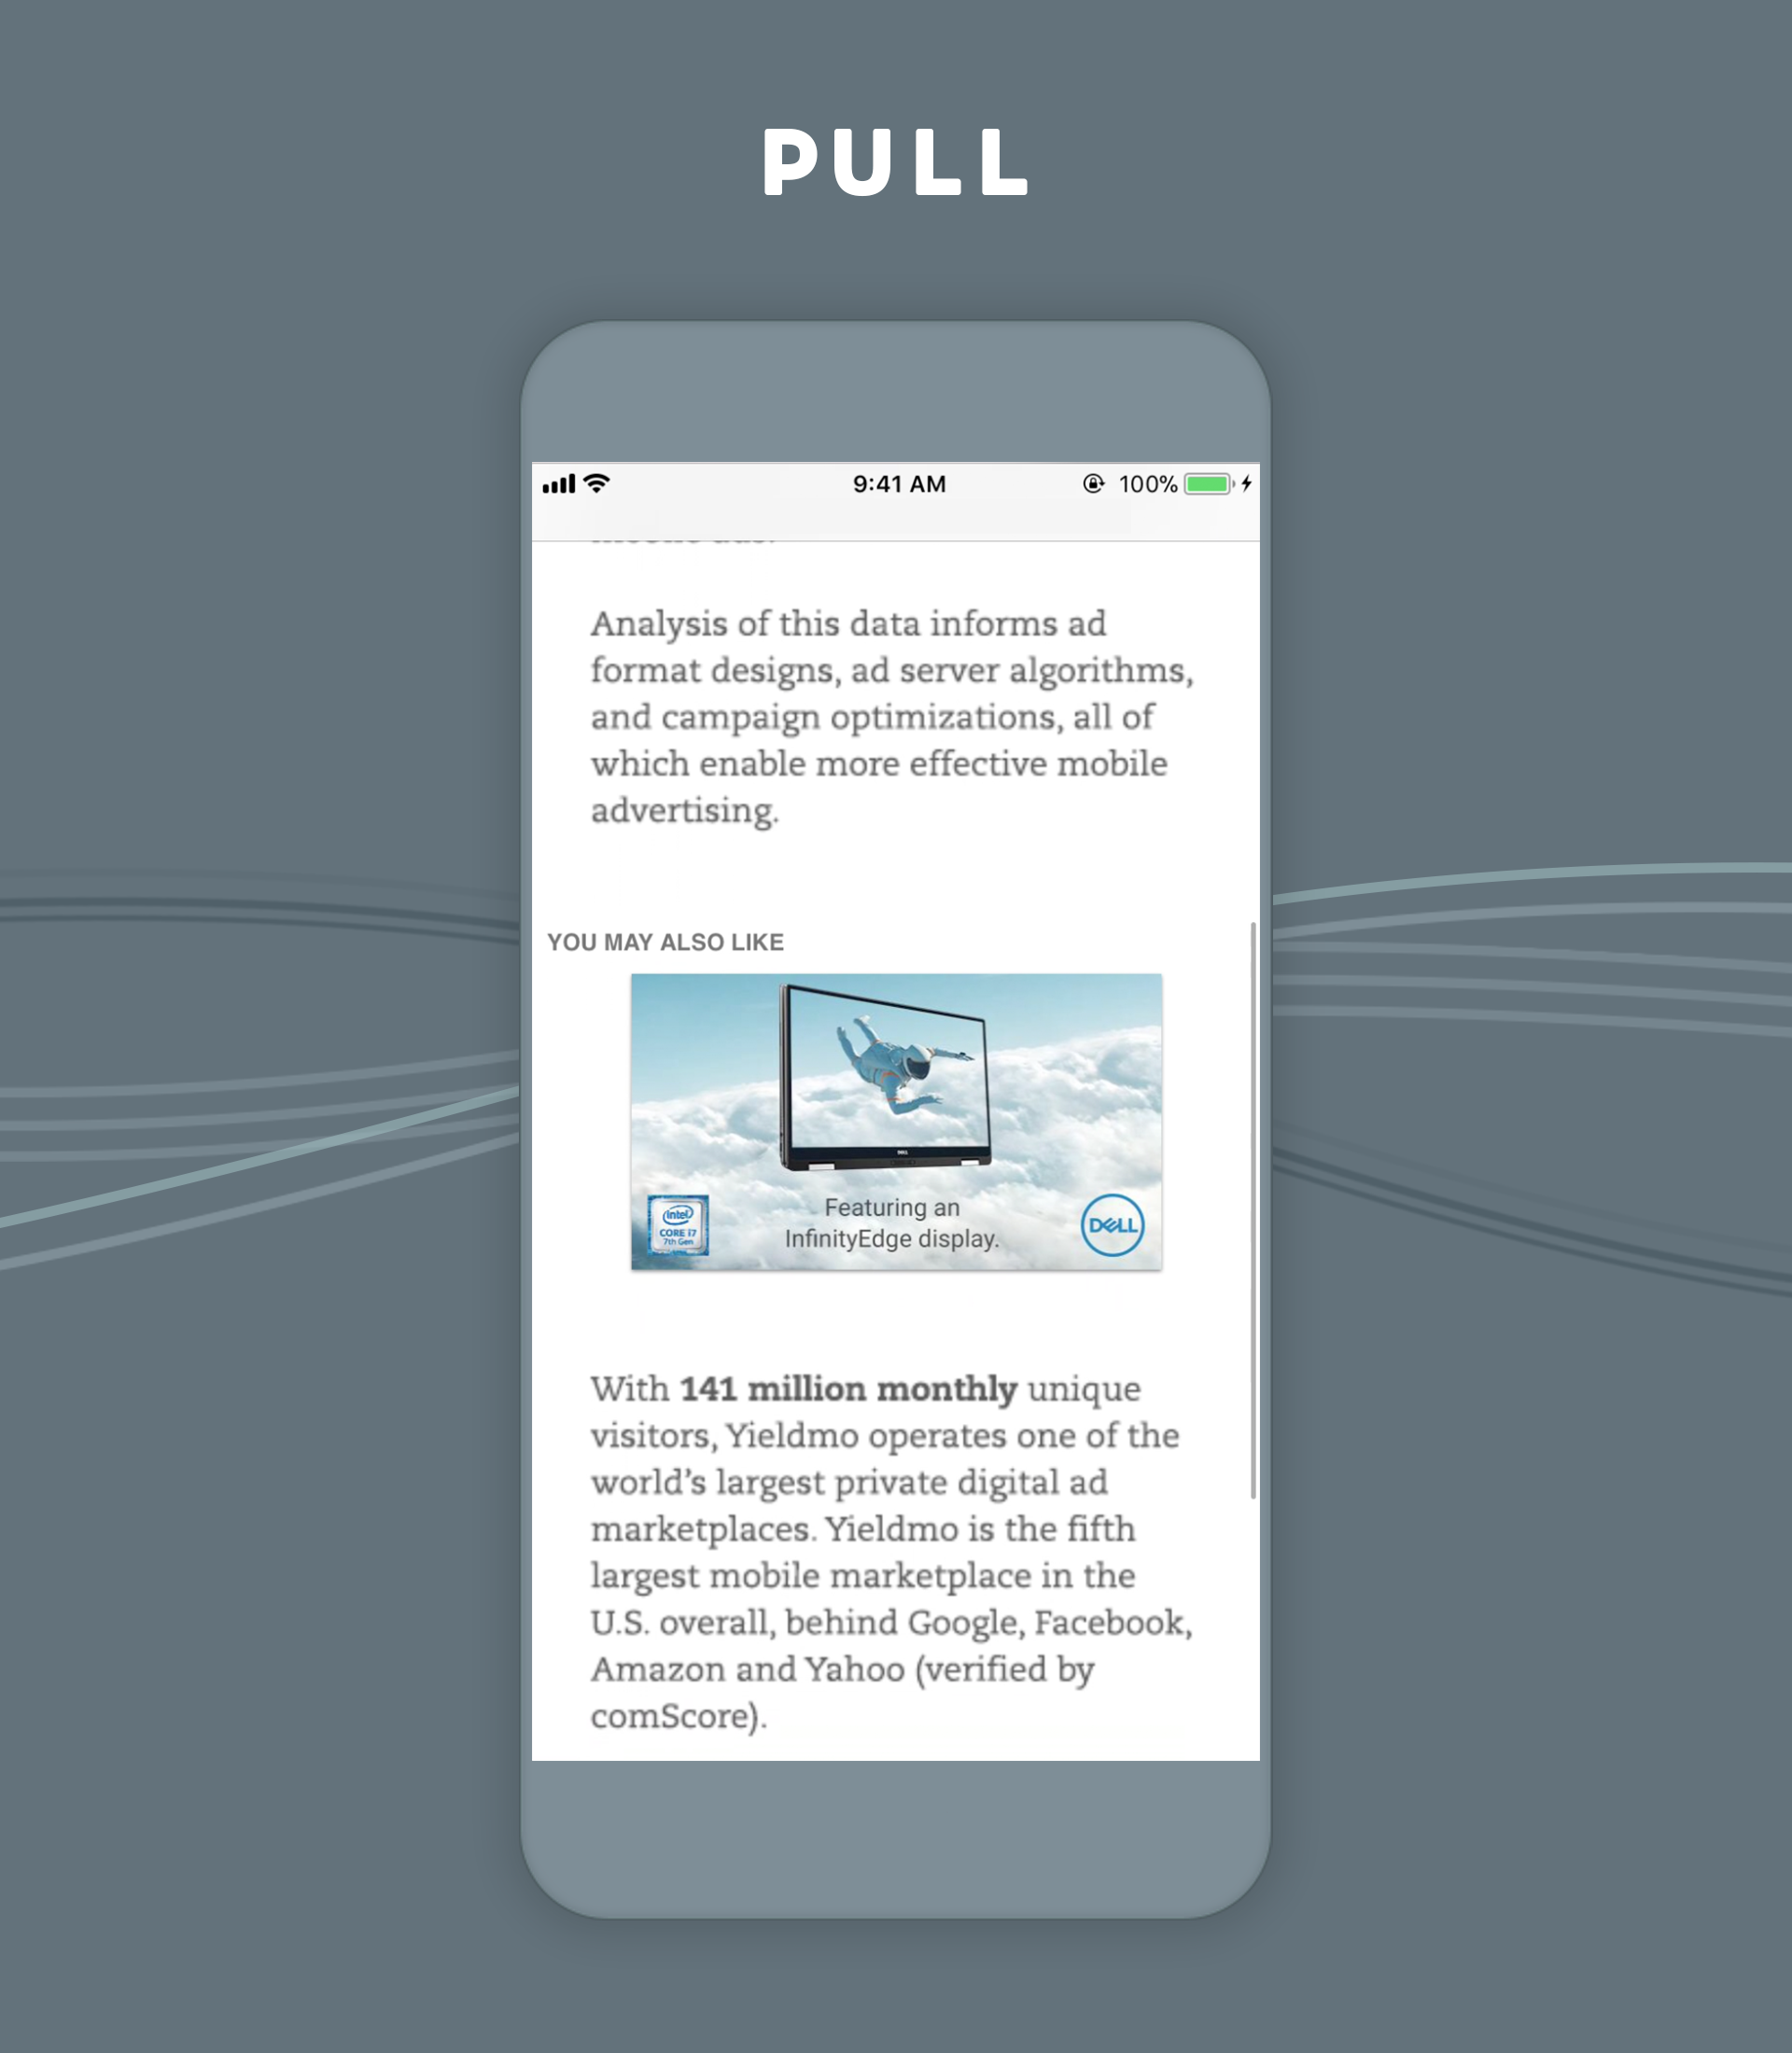 PULL
9:41 AM
100%
mobile ads.
Analysis of this data informs ad
format designs, ad server algorithms,
and campaign optimizations, all of
which enable more effective mobile
advertising.
YOU MAY ALSO LIKE
DELL
intel
CORE i7
7th Gen
Featuring an
InfinityEdge display.
DELL
With 141 million monthly unique
visitors, Yieldmo operates one of the
world’s largest private digital ad
marketplaces. Yieldmo is the fifth
largest mobile marketplace in the
U.S. overall, behind Google, Facebook,
Amazon and Yahoo (verified by
comScore).